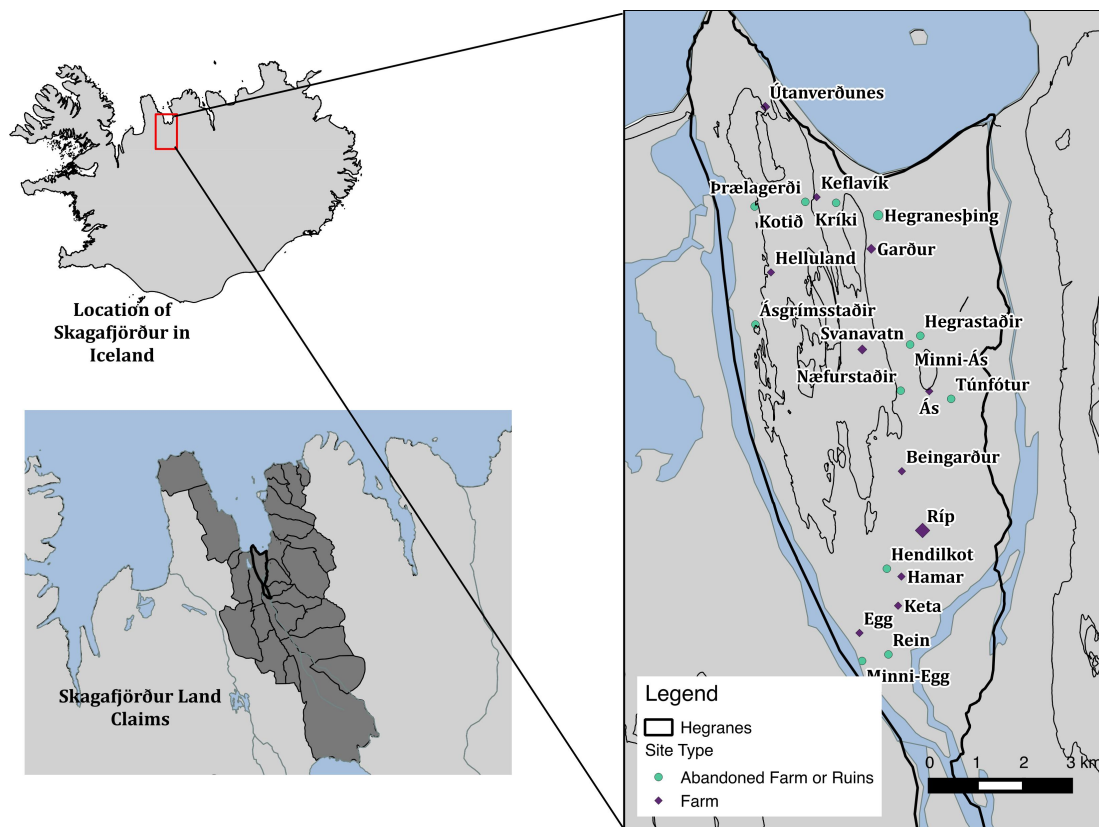 Location of
Skagafjörður in
Iceland
Skagafjörður Land
Claims
Útanverðunes
Þrælagerði
Keflavík
Kotið
Kríki
Hegranesþing
Garður
Helluland
Ásgrímsstaðir
Svanavatn
Hegrastaðir
Minni-Ás
Næfurstaðir
Túnfótur
Ás
Beingarður
Ríp
Hendilkot
Hamar
Keta
Egg
Rein
Minni-Egg
Legend
Hegranes
Site Type
Abandoned Farm or Ruins
Farm
0 1 2 3 km